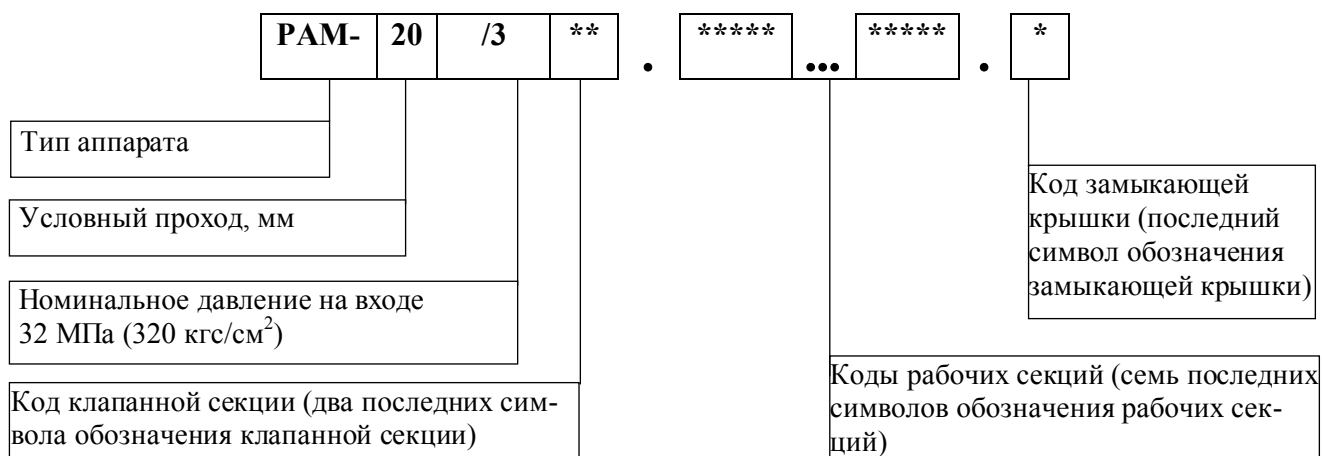 РАМ- 20 /3 ** . ***** ... ***** . *
Тип аппарата
Условный проход, мм
Номинальное давление на входе
32 МПа (320 кгс/см²)
Код клапанной секции (два последних сим-
вола обозначения клапанной секции)
Код замыкающей
крышки (последний
символ обозначения
замыкающей крышки)
Коды рабочих секций (семь последних
символов обозначения рабочих сек-
ций)